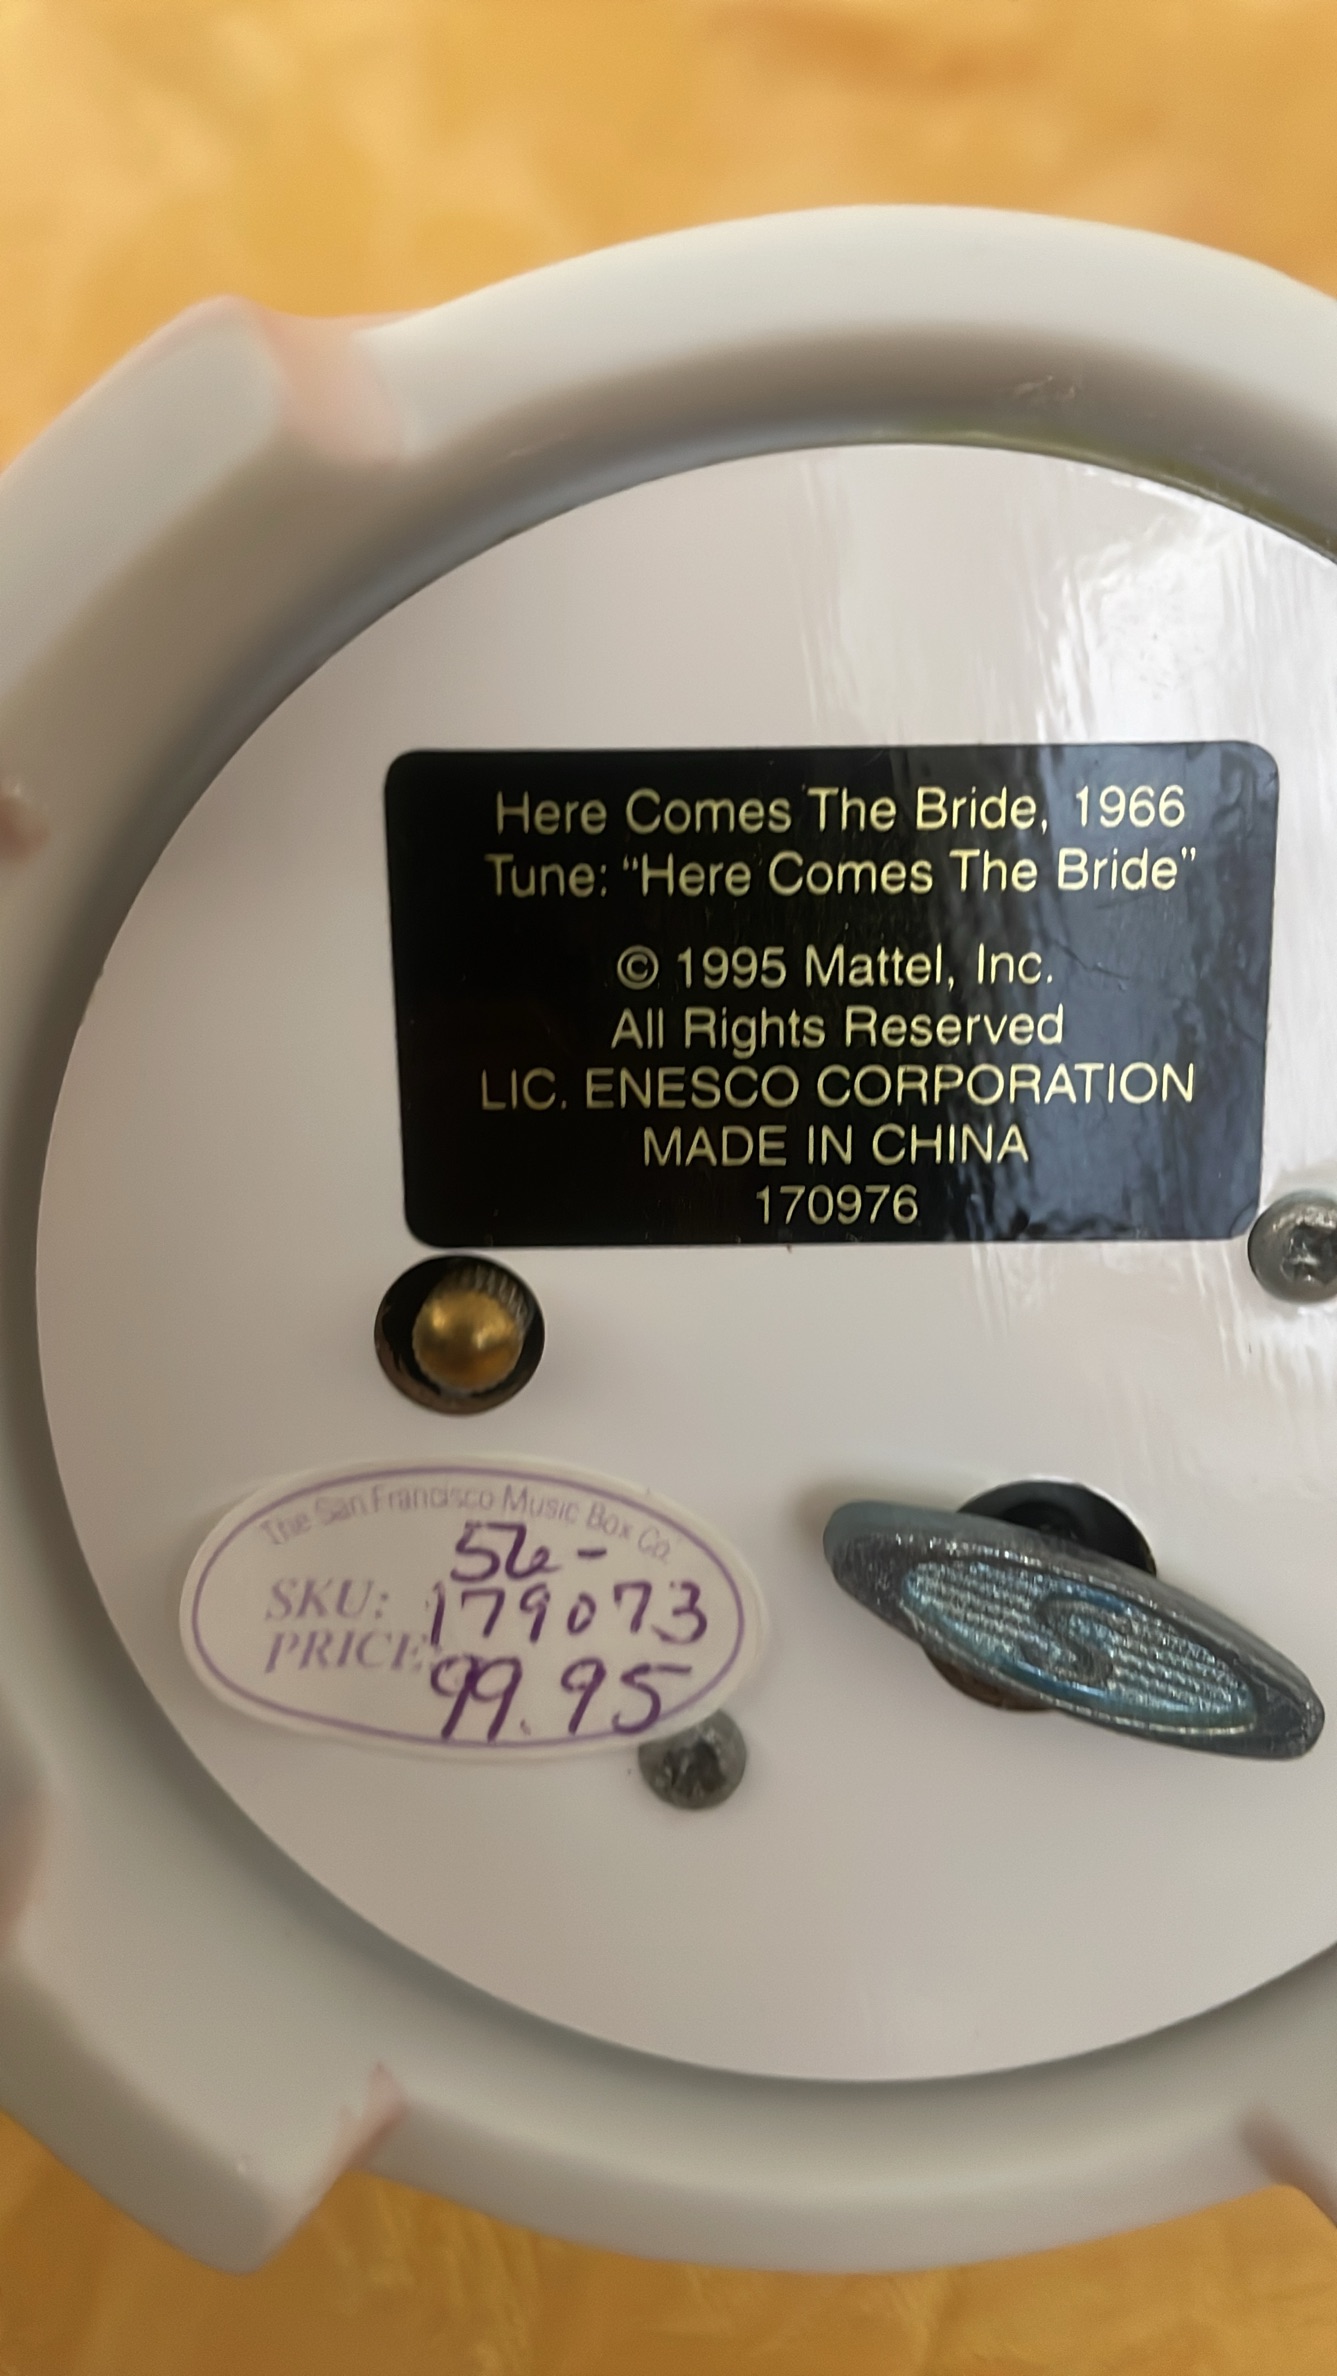 Here Comes The Bride, 1966
Tune: “Here Comes The Bride”
© 1995 Mattel, Inc.
All Rights Reserved
LIC. ENESCO CORPORATION
MADE IN CHINA
170976
The San Francisco Music Box Co.
56-
SKU: 179073
PRICE: 99.95
S